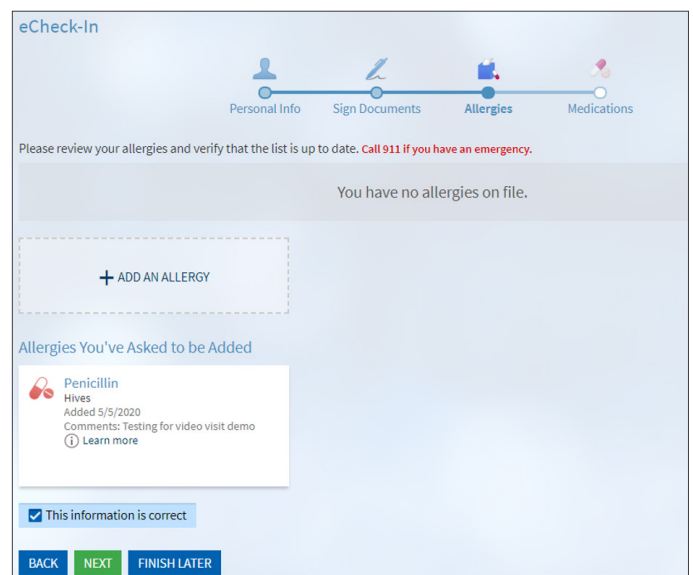 eCheck-In
Personal Info
Sign Documents
Allergies
Medications
Please review your allergies and verify that the list is up to date. Call 911 if you have an emergency.
You have no allergies on file.
+ ADD AN ALLERGY
Allergies You've Asked to be Added
Penicillin
Hives
Added 5/5/2020
Comments: Testing for video visit demo
i Learn more
This information is correct
BACK
NEXT
FINISH LATER